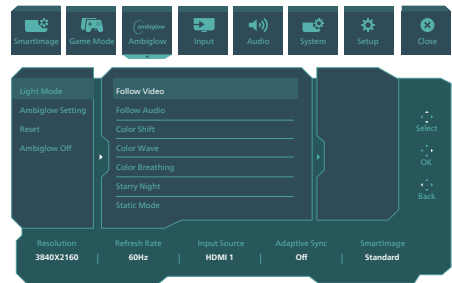 ambiglow
SmartImage Game Mode Ambiglow Input Audio System Setup Close
Light Mode
Ambiglow Setting
Reset
Ambiglow Off
Follow Video
Follow Audio
Color Shift
Color Wave
Color Breathing
Starry Night
Static Mode
Select
OK
Back
Resolution Refresh Rate Input Source Adaptive Sync SmartImage
3840X2160 | 60Hz | HDMI 1 | Off | Standard